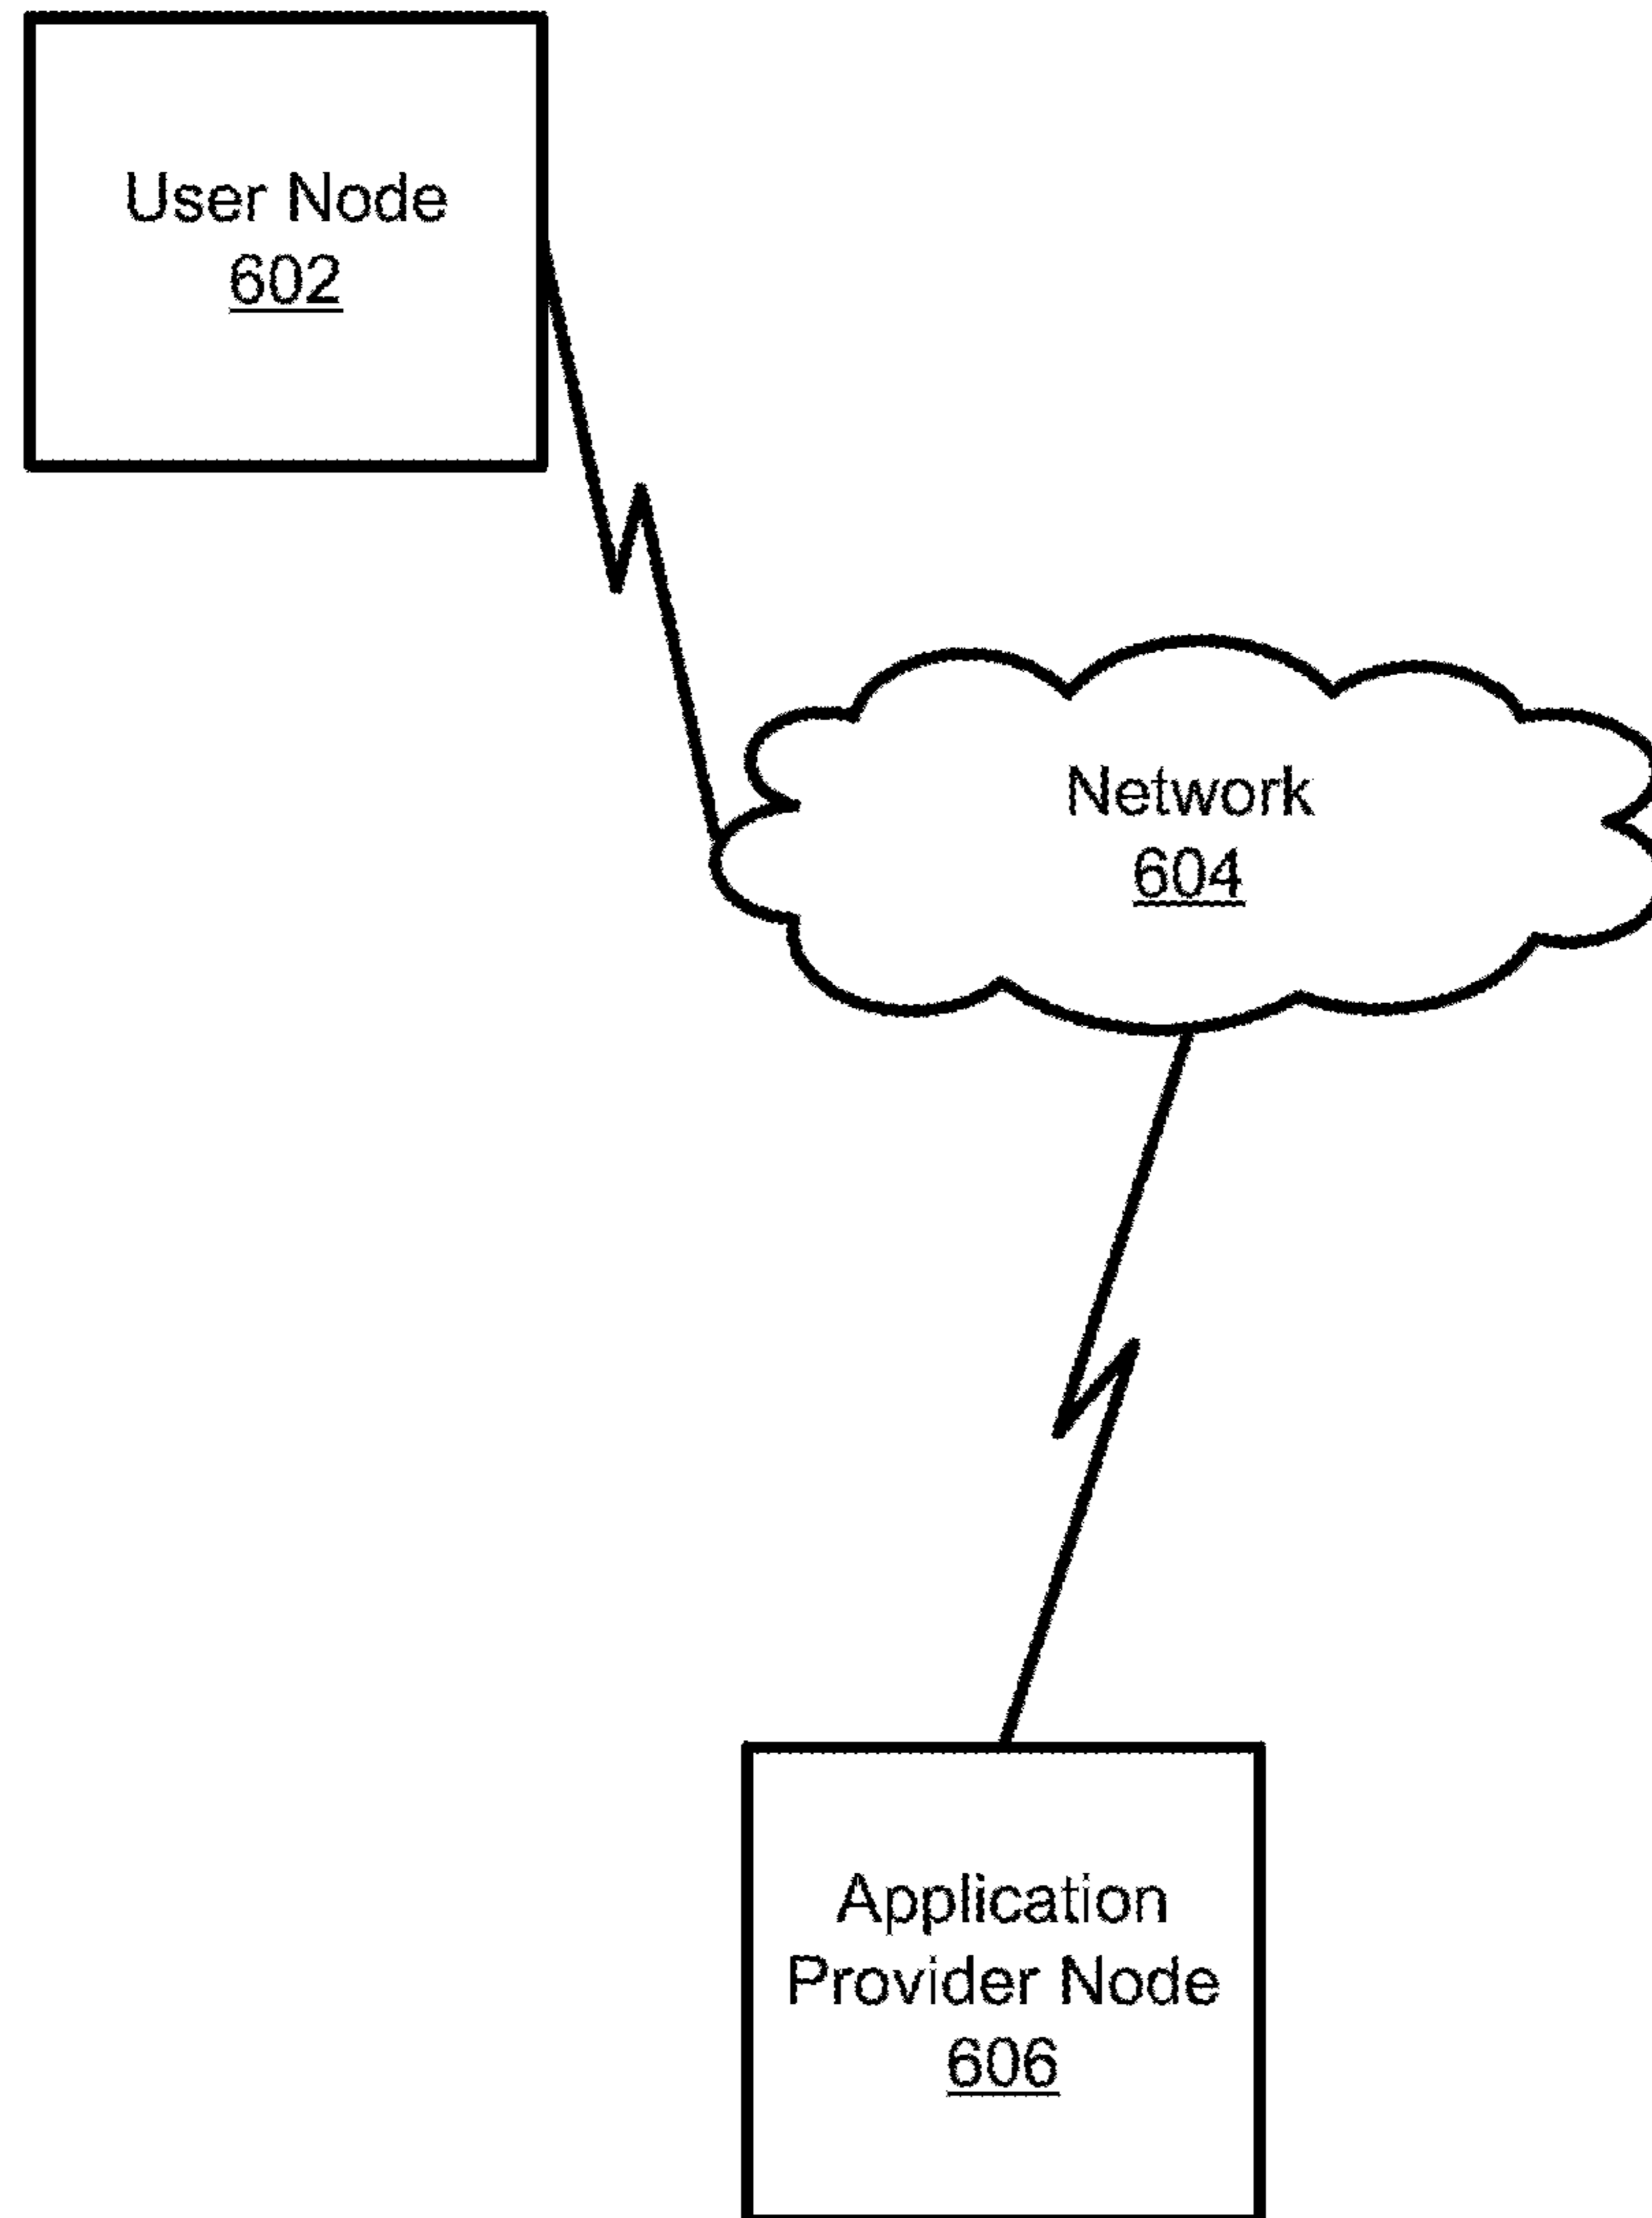 User Node
602
Network
604
Application
Provider Node
606